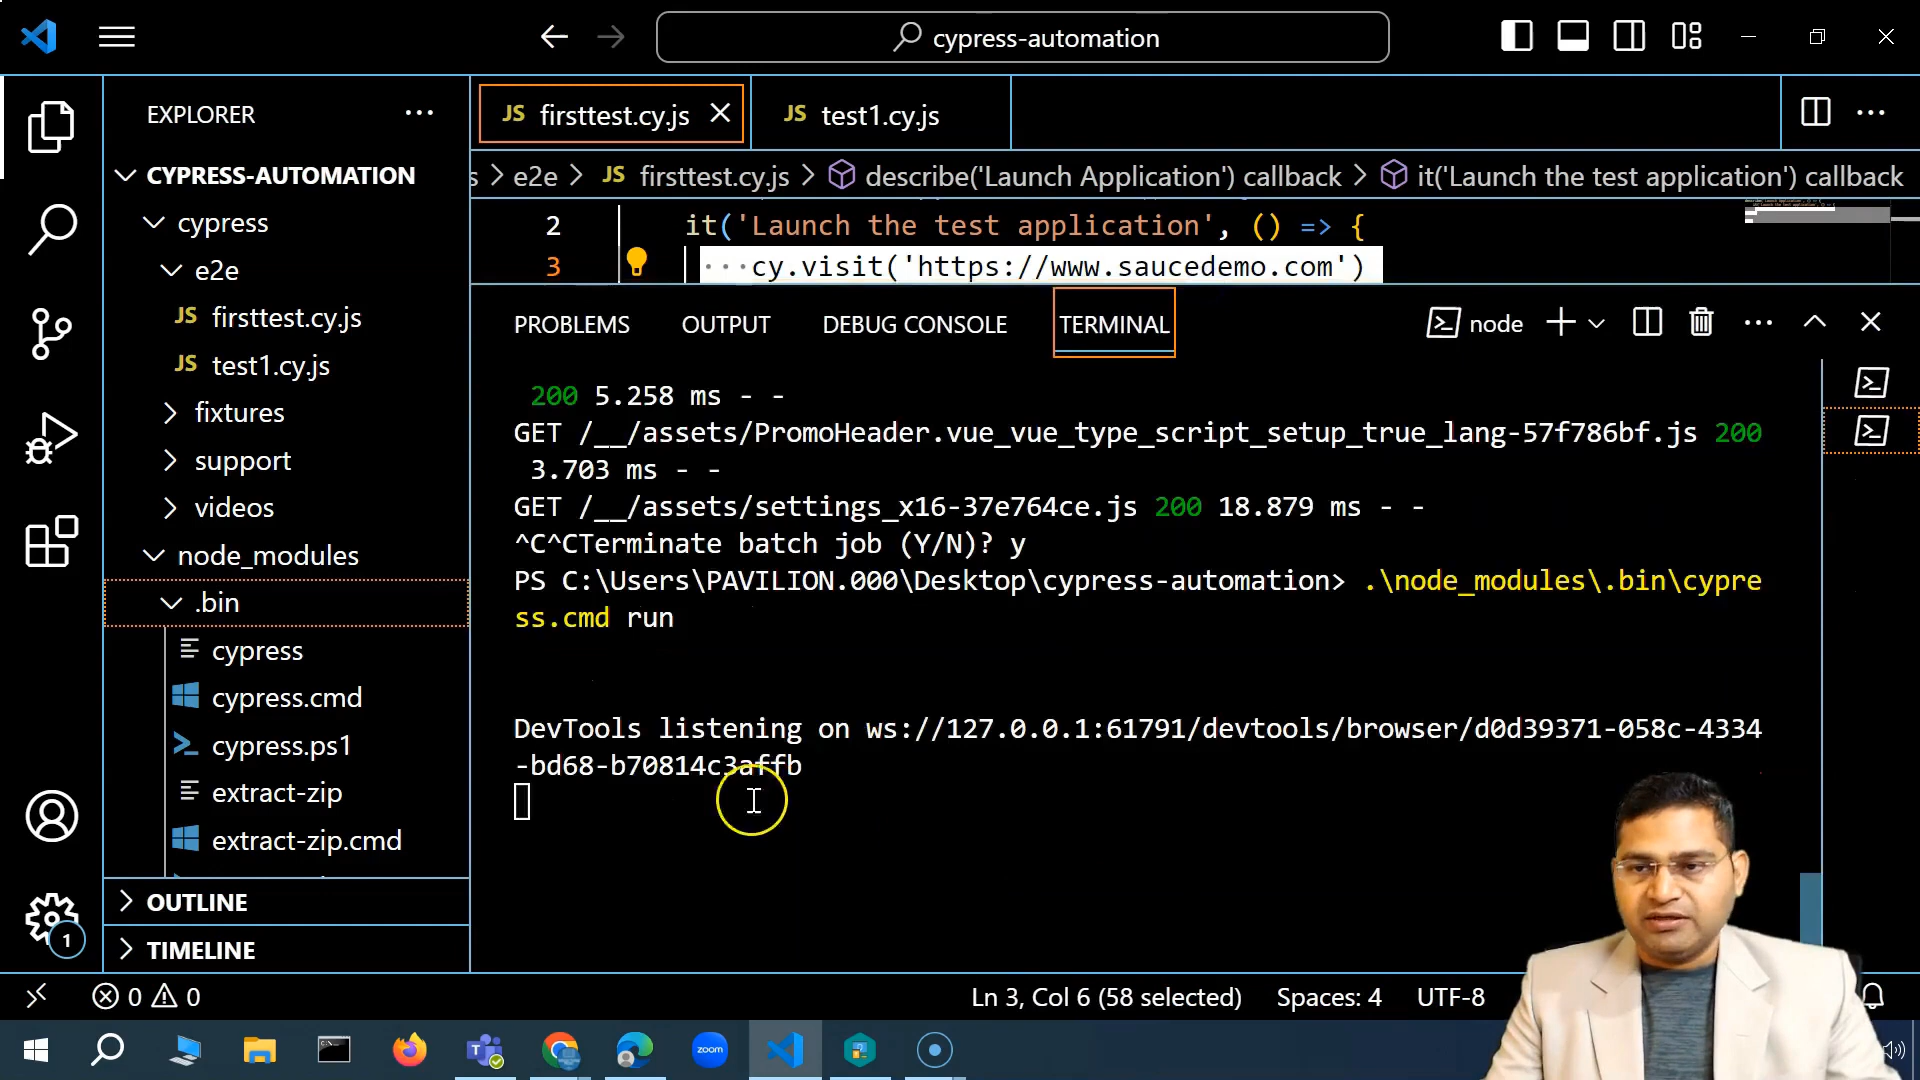 cypress-automation
EXPLORER
JS firsttest.cy.js
JS test1.cy.js
CYPRESS-AUTOMATION
s > e2e > JS firsttest.cy.js > describe('Launch Application') callback > it('Launch the test application') callback
cypress
2 it('Launch the test application', () => {
e2e
3 cy.visit('https://www.saucedemo.com')
JS firsttest.cy.js
JS test1.cy.js
fixtures
support
videos
node_modules
.bin
cypress
cypress.cmd
cypress.ps1
extract-zip
extract-zip.cmd
OUTLINE
TIMELINE
PROBLEMS OUTPUT DEBUG CONSOLE TERMINAL node
200 5.258 ms - -
GET /__/assets/PromoHeader.vue_vue_type_script_setup_true_lang-57f786bf.js 200
3.703 ms - -
GET /__/assets/settings_x16-37e764ce.js 200 18.879 ms - -
^C^CTerminate batch job (Y/N)? y
PS C:\Users\PAVILION.000\Desktop\cypress-automation> .\node_modules\.bin\cypre
ss.cmd run
DevTools listening on ws://127.0.0.1:61791/devtools/browser/d0d39371-058c-4334
-bd68-b70814c3affb
1
0 0
Ln 3, Col 6 (58 selected) Spaces: 4 UTF-8
zoom